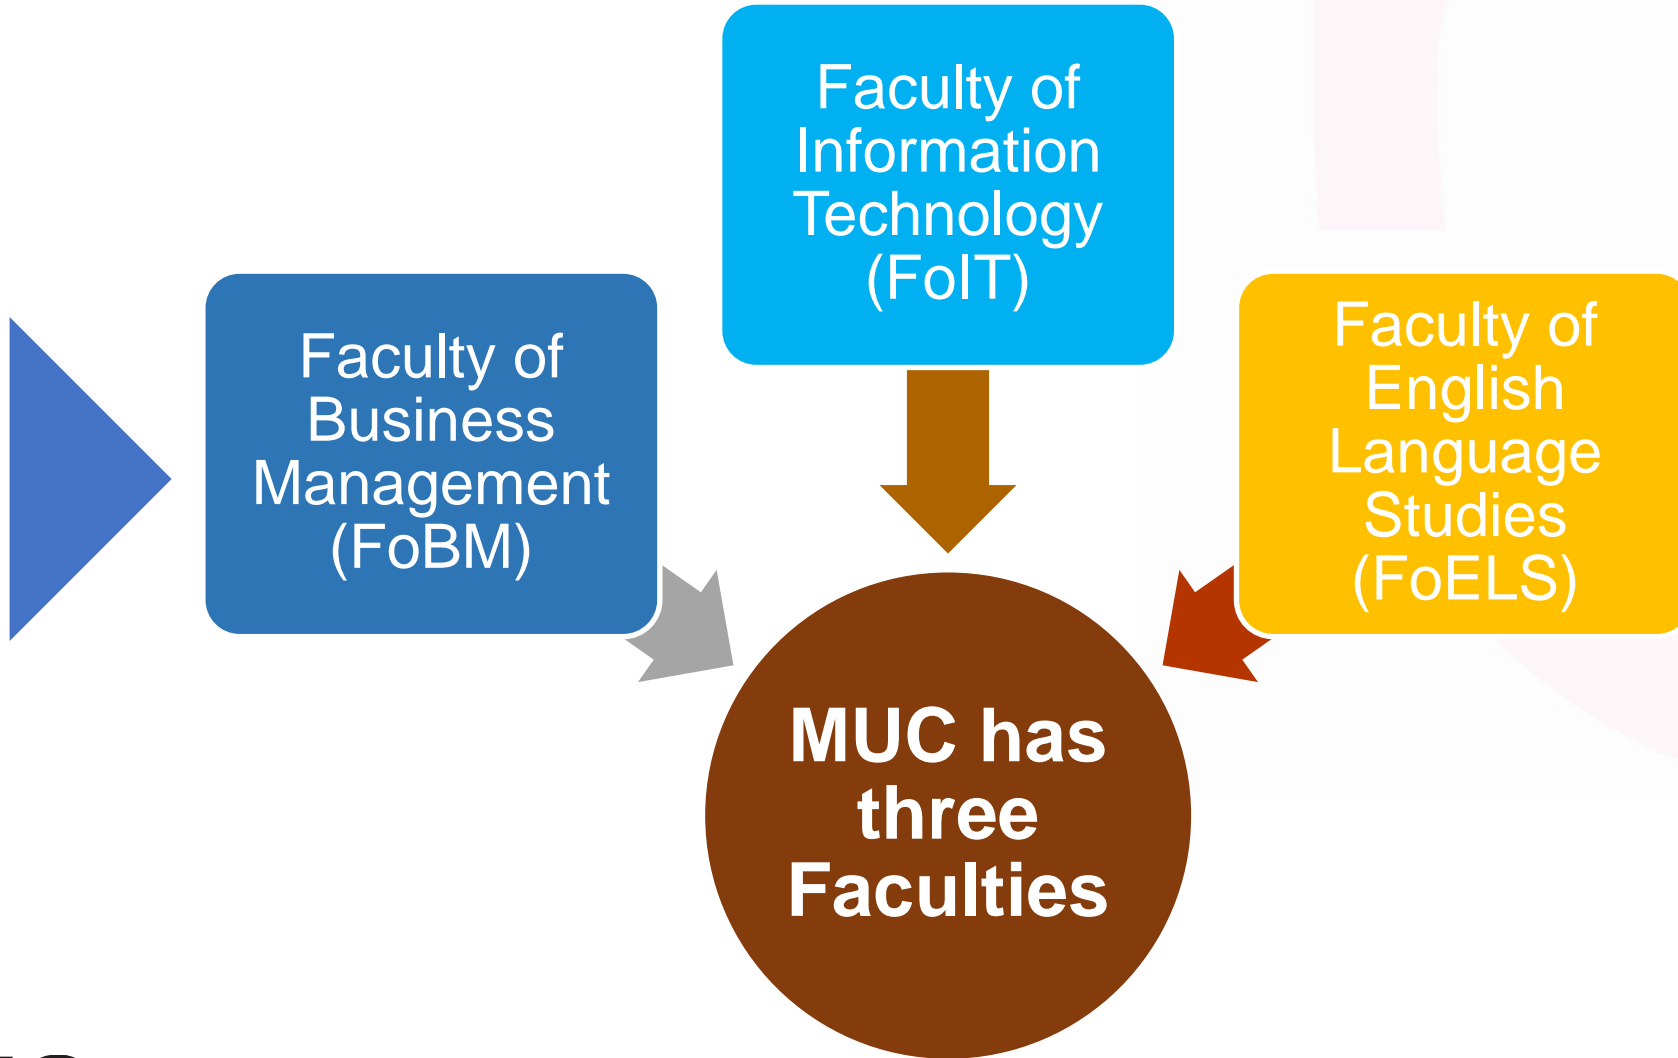 Faculty of
Information
Technology
(FoIT)
Faculty of
Business
Management
(FoBM)
Faculty of
English
Language
Studies
(FoELS)
MUC has
three
Faculties